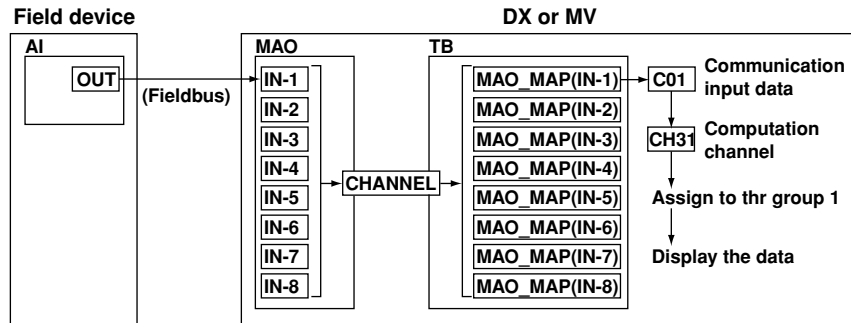 Field device
DX or MV
AI
OUT
(Fieldbus)
MAO
IN-1
IN-2
IN-3
IN-4
IN-5
IN-6
IN-7
IN-8
CHANNEL
TB
MAO_MAP(IN-1)
MAO_MAP(IN-2)
MAO_MAP(IN-3)
MAO_MAP(IN-4)
MAO_MAP(IN-5)
MAO_MAP(IN-6)
MAO_MAP(IN-7)
MAO_MAP(IN-8)
C01
Communication
input data
CH31
Computation
channel
Assign to thr group 1
Display the data